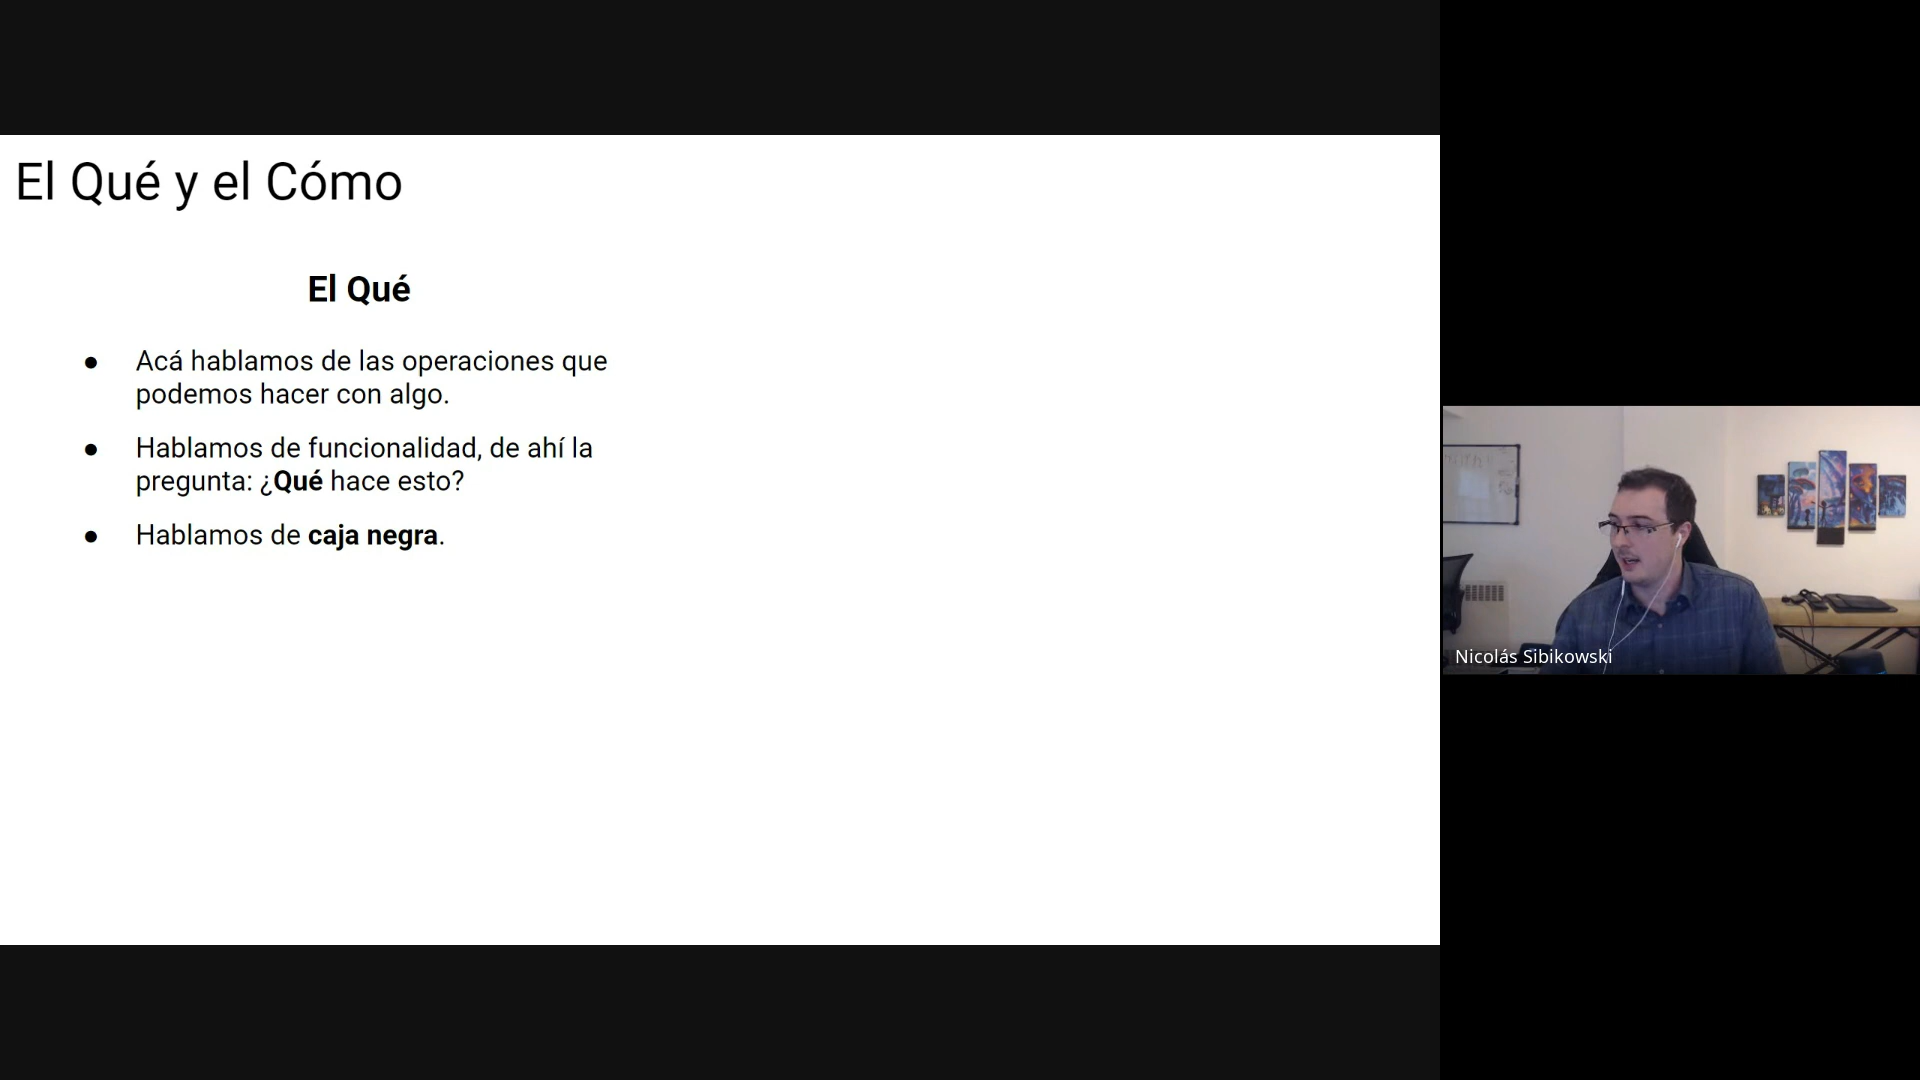 El Qué y el Cómo
El Qué
● Acá hablamos de las operaciones que
podemos hacer con algo.
● Hablamos de funcionalidad, de ahí la
pregunta: ¿Qué hace esto?
● Hablamos de caja negra.
Nicolás Sibikowski